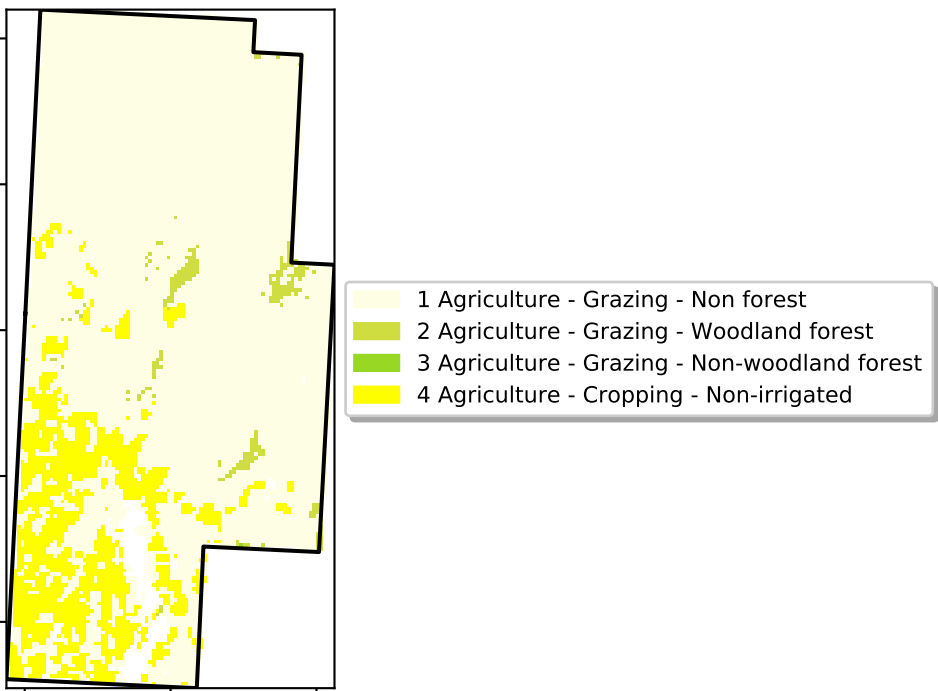 1 Agriculture - Grazing - Non forest
2 Agriculture - Grazing - Woodland forest
3 Agriculture - Grazing - Non-woodland forest
4 Agriculture - Cropping - Non-irrigated